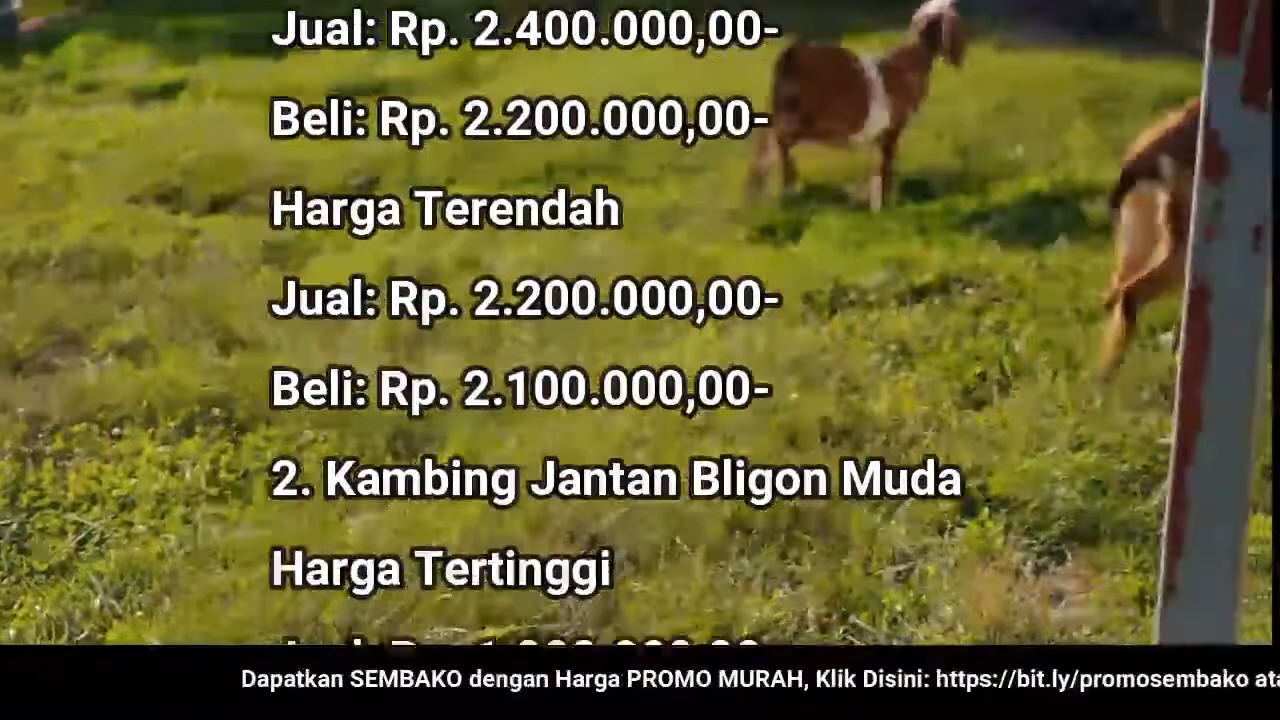 Jual: Rp. 2.400.000,00-
Beli: Rp. 2.200.000,00-
Harga Terendah
Jual: Rp. 2.200.000,00-
Beli: Rp. 2.100.000,00-
2. Kambing Jantan Bligon Muda
Harga Tertinggi
Dapatkan SEMBAKO dengan Harga PROMO MURAH, Klik Disini: https://bit.ly/promosembako